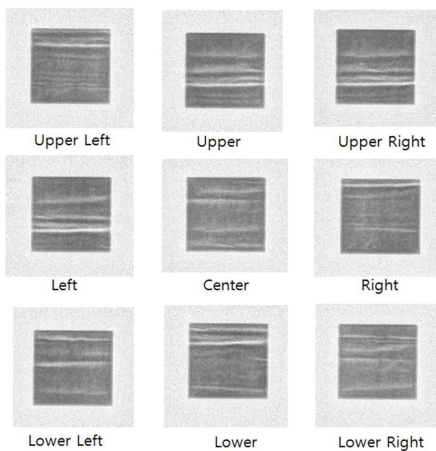 Upper Left
Upper
Upper Right
Left
Center
Right
Lower Left
Lower
Lower Right